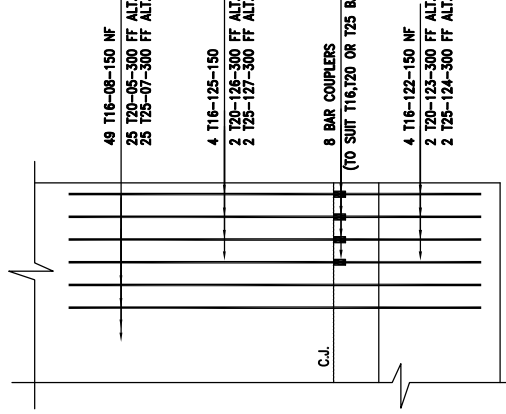 49 T16-08-150 NF
25 T20-05-300 FF ALT.
25 T25-07-300 FF ALT.
4 T16-125-150
2 T20-126-300 FF ALT.
2 T25-127-300 FF ALT.
8 BAR COUPLERS
(TO SUIT T16,T20 OR T25 B
4 T16-122-150 NF
2 T20-123-300 FF ALT.
2 T25-124-300 FF ALT.
C.J.